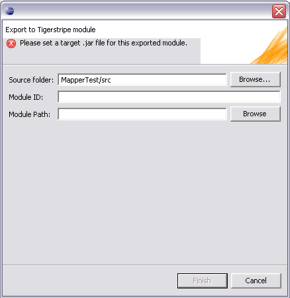 Export to Tigerstripe module
Please set a target .jar file for this exported module.
Source folder: MapperTest/src Browse...
Module ID:
Module Path: Browse
Finish Cancel